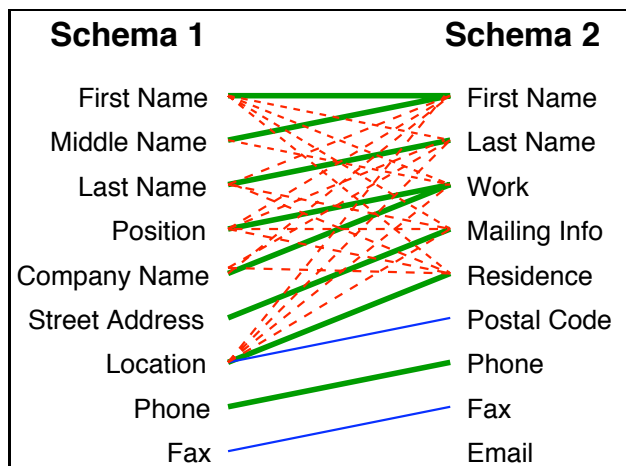 Schema 1 Schema 2
First Name First Name
Middle Name Last Name
Last Name Work
Position Mailing Info
Company Name Residence
Street Address Postal Code
Location Phone
Phone Fax
Fax Email